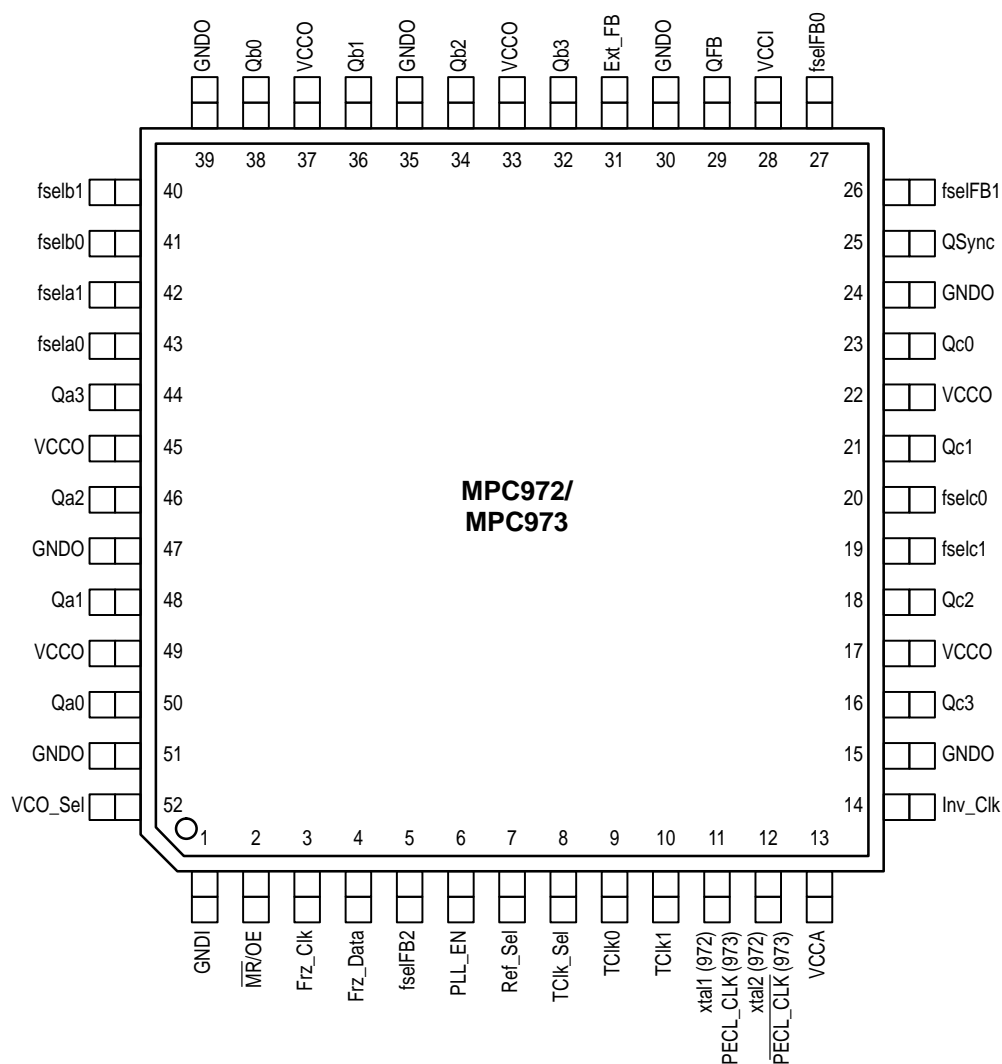 GNDO
Qb0
VCCO
Qb1
GNDO
Qb2
VCCO
Qb3
Ext_FB
GNDO
QFB
VCCI
fselFB0
39 38 37 36 35 34 33 32 31 30 29 28 27
fselb1 40
fselb0 41
fsela1 42
fsela0 43
Qa3 44
VCCO 45
Qa2 46
GNDO 47
Qa1 48
VCCO 49
Qa0 50
GNDO 51
VCO_Sel 52
MPC972/
MPC973
26 fselFB1
25 QSync
24 GNDO
23 Qc0
22 VCCO
21 Qc1
20 fselc0
19 fselc1
18 Qc2
17 VCCO
16 Qc3
15 GNDO
14 Inv_Clk
1 2 3 4 5 6 7 8 9 10 11 12 13
GNDI
MR/OE
Frz_Clk
Frz_Data
fselFB2
PLL_EN
Ref_Sel
TClk_Sel
TClk0
TClk1
xtal1 (972)
PECL_CLK (973)
xtal2 (972)
PECL_CLK (973)
VCCA